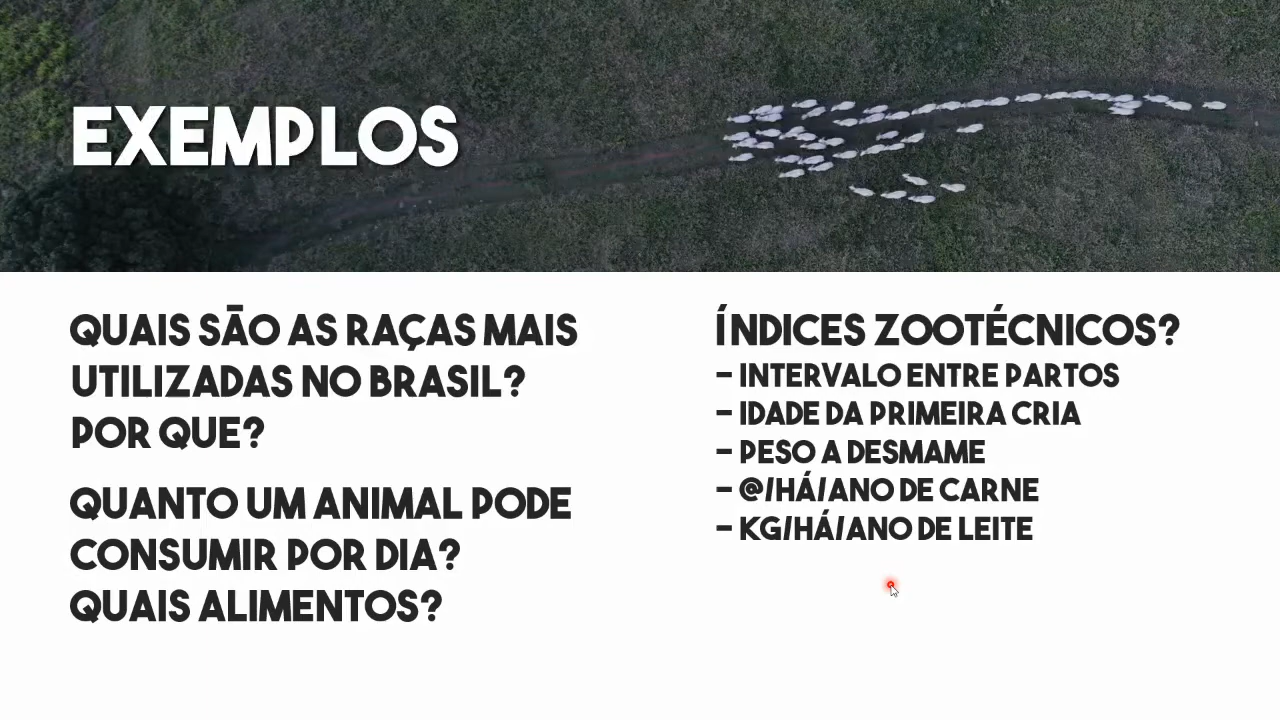 EXEMPLOS
QUAIS SÃO AS RAÇAS MAIS
UTILIZADAS NO BRASIL?
POR QUE?
QUANTO UM ANIMAL PODE
CONSUMIR POR DIA?
QUAIS ALIMENTOS?
ÍNDICES ZOOTÉCNICOS?
- INTERVALO ENTRE PARTOS
- IDADE DA PRIMEIRA CRIA
- PESO A DESMAME
- @/HÁ/ANO DE CARNE
- KG/HÁ/ANO DE LEITE